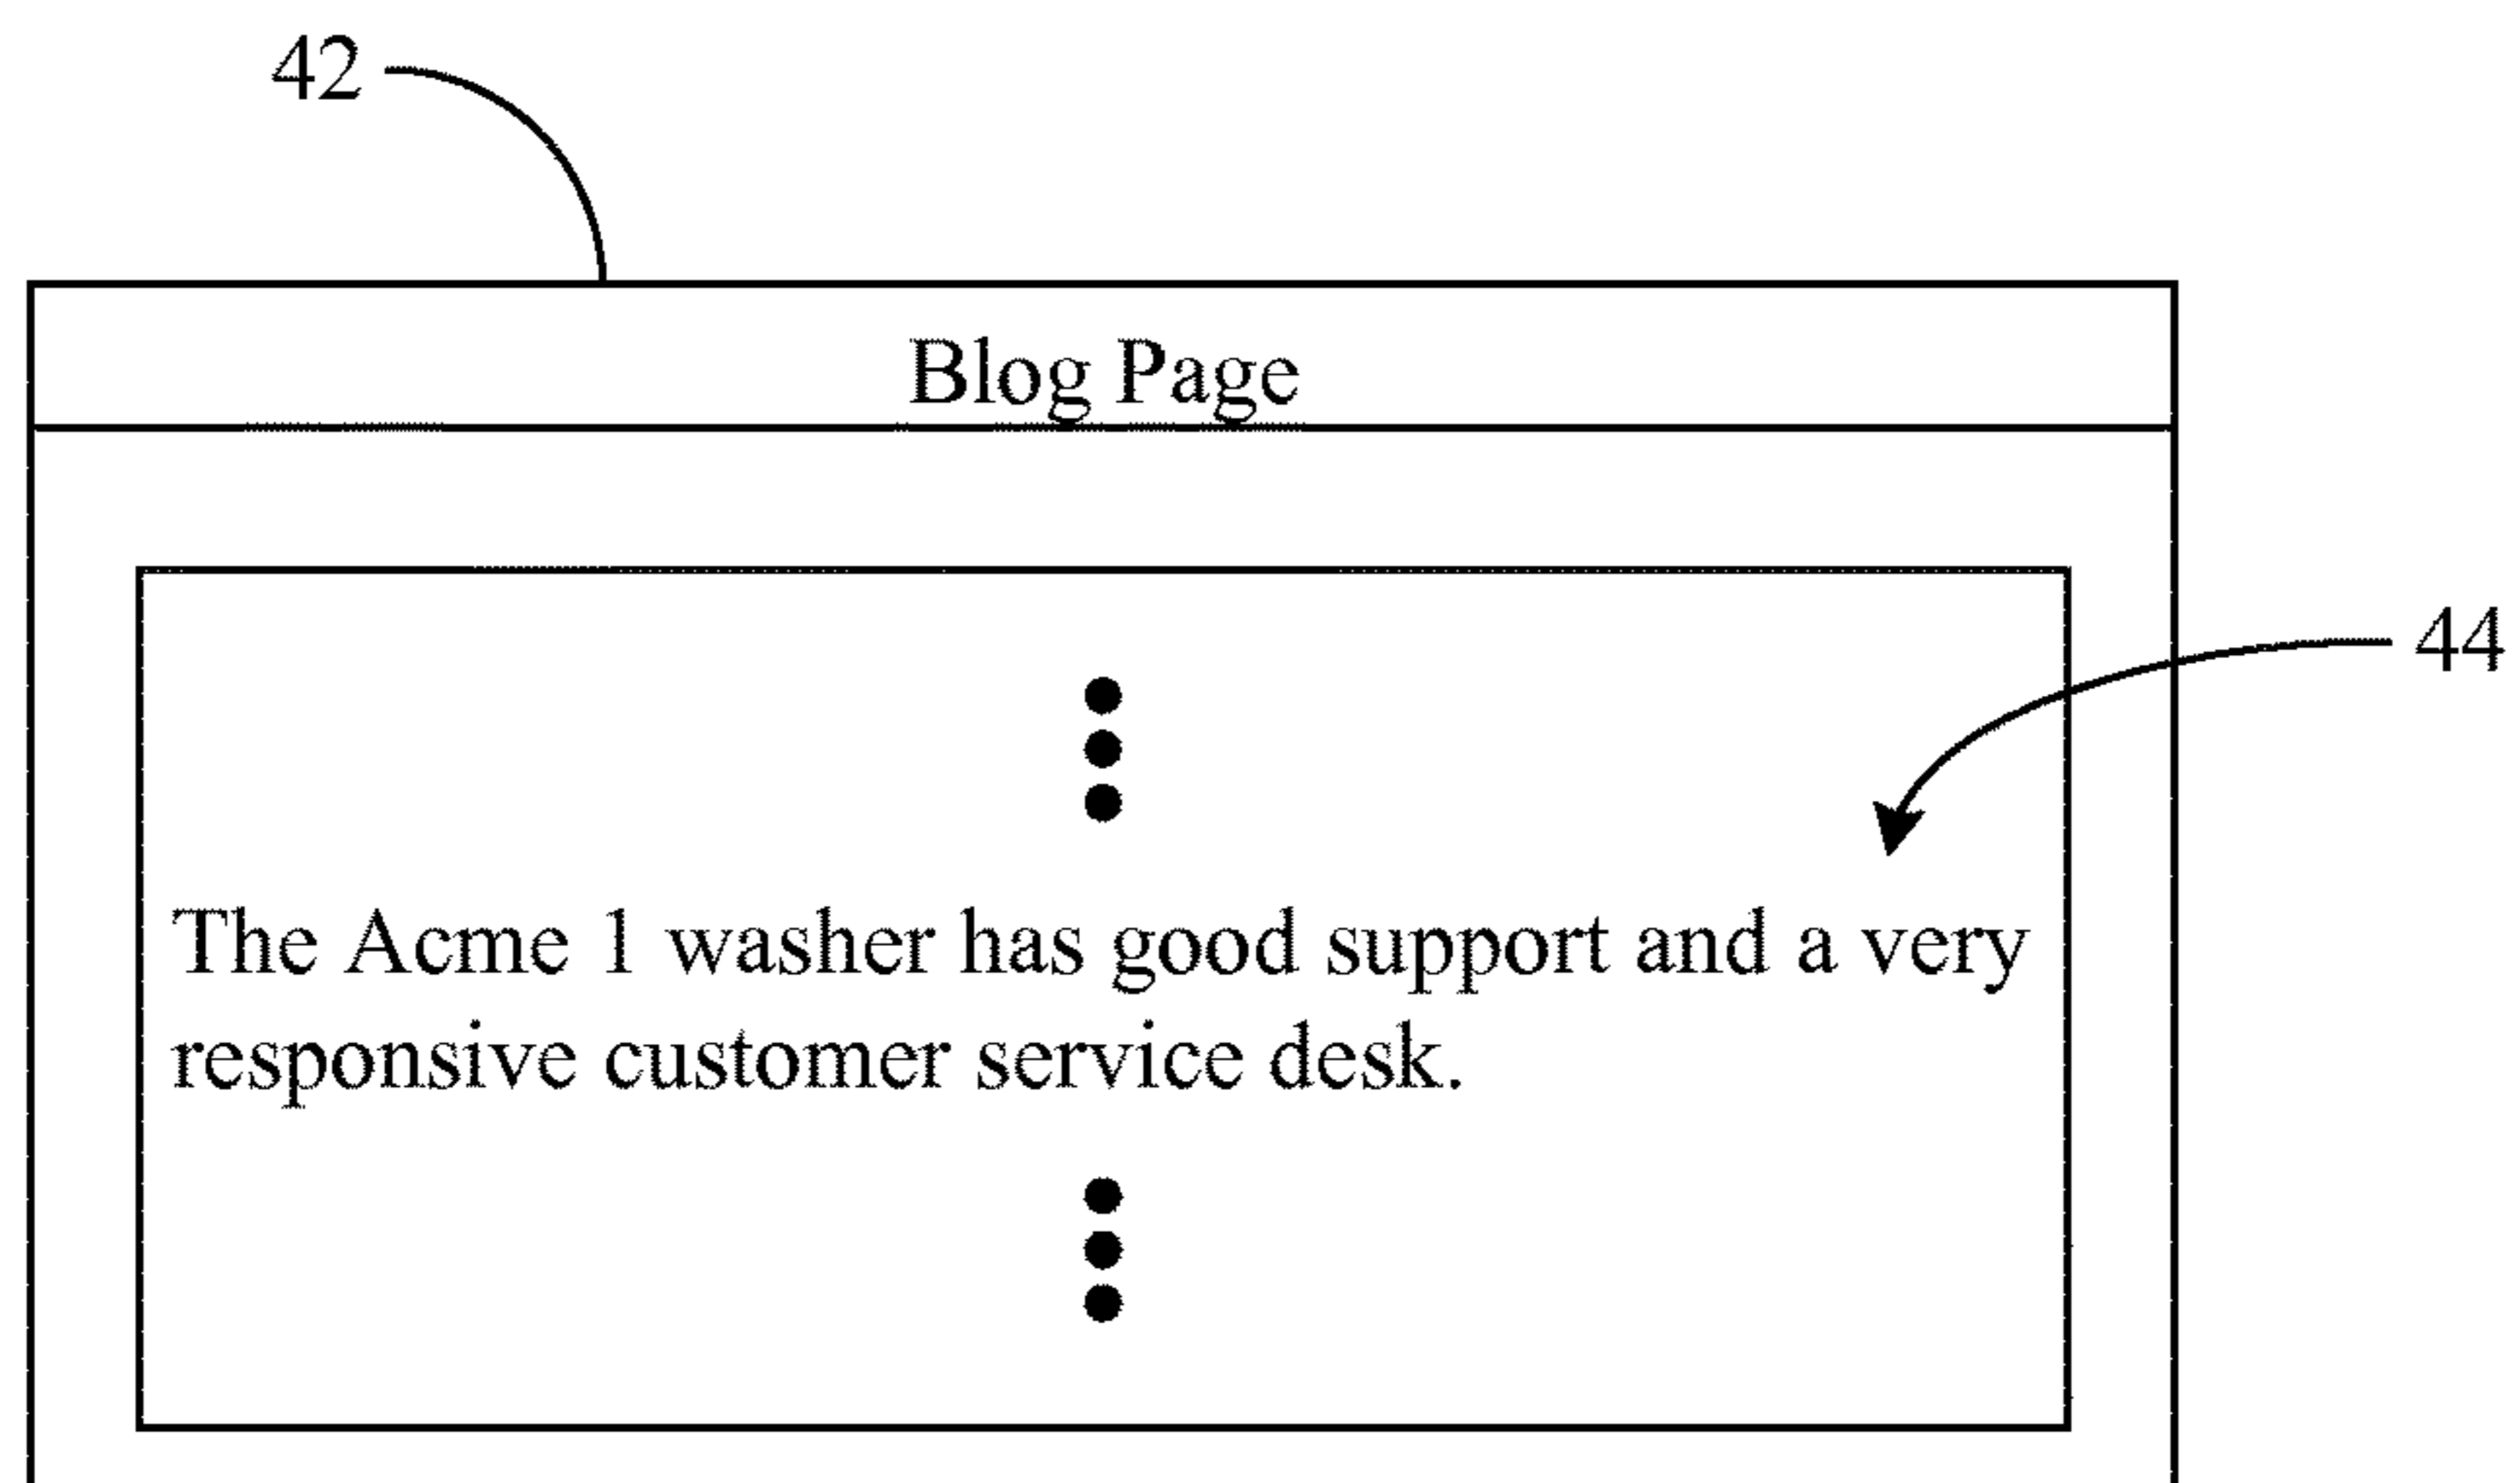 42
Blog Page
44
The Acme 1 washer has good support and a very
responsive customer service desk.